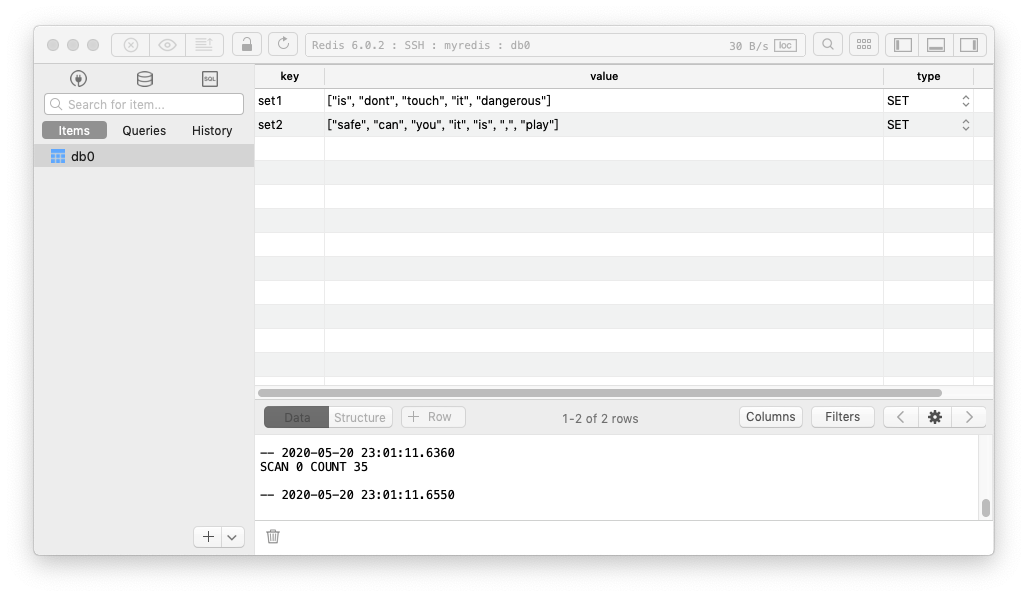 Redis 6.0.2 : SSH : myredis : db0
30 B/s loc
SQL
Search for item...
Items Queries History
db0
key value type
set1 ["is", "dont", "touch", "it", "dangerous"] SET
set2 ["safe", "can", "you", "it", "is", ",", "play"] SET
Data Structure + Row 1-2 of 2 rows Columns Filters
-- 2020-05-20 23:01:11.6360
SCAN 0 COUNT 35
-- 2020-05-20 23:01:11.6550